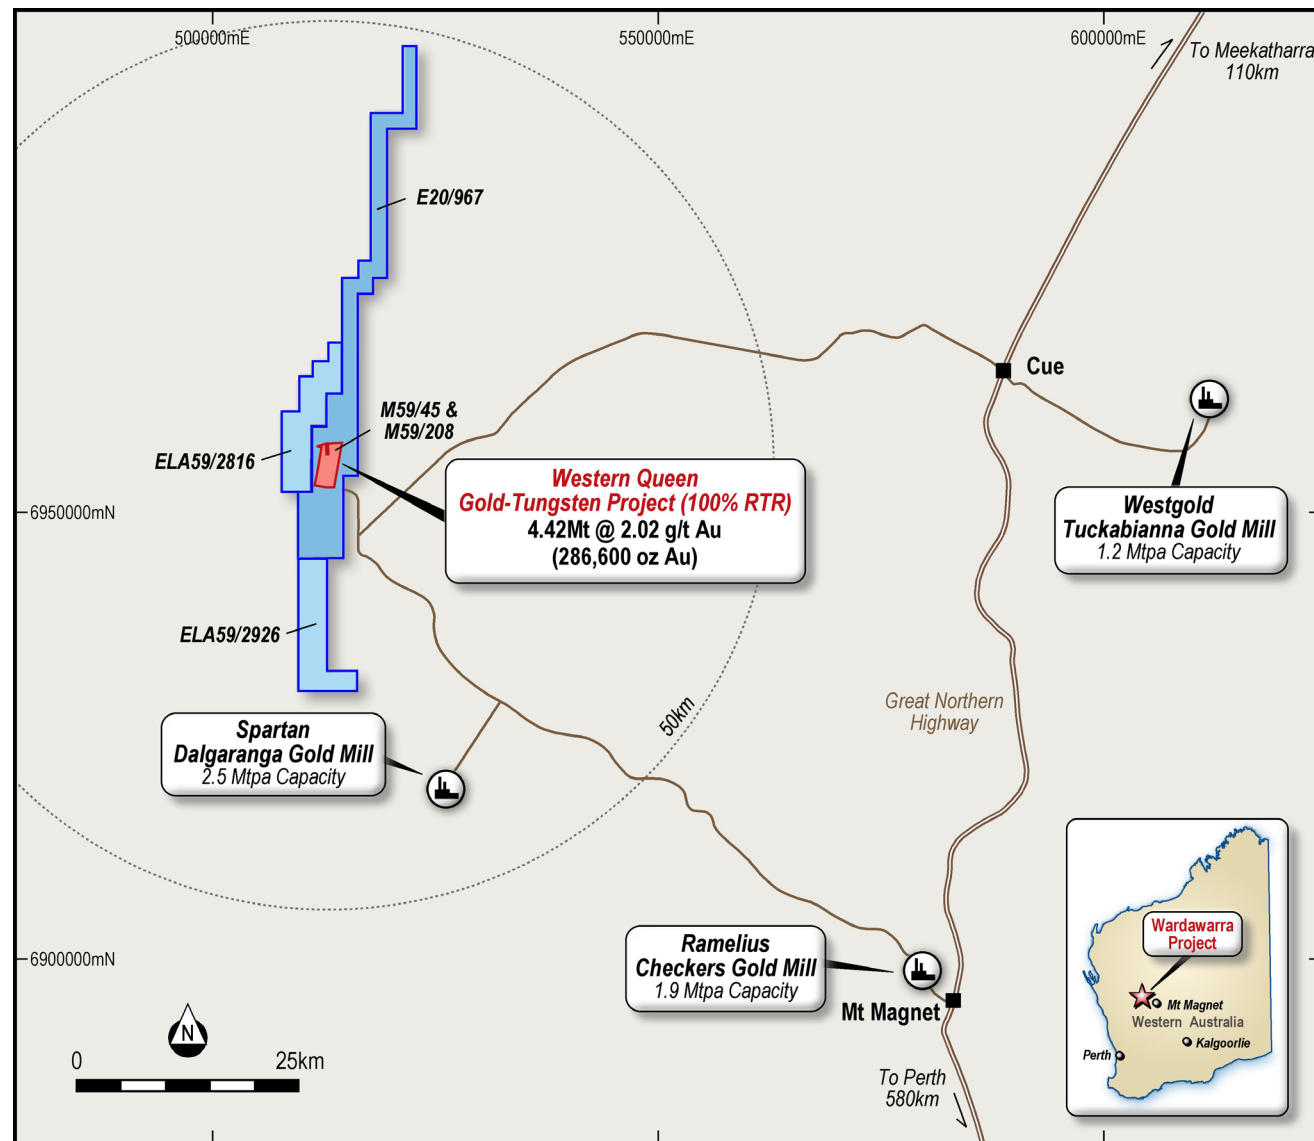 500000mE
550000mE
600000mE
To Meekatharra
110km
E20/967
Cue
M59/45 &
M59/208
ELA59/2816
Western Queen
Gold-Tungsten Project (100% RTR)
4.42Mt @ 2.02 g/t Au
(286,600 oz Au)
Westgold
Tuckabianna Gold Mill
1.2 Mtpa Capacity
6950000mN
ELA59/2926
50km
Great Northern
Highway
Spartan
Dalgaranga Gold Mill
2.5 Mtpa Capacity
Ramelius
Checkers Gold Mill
1.9 Mtpa Capacity
6900000mN
Mt Magnet
N
0
25km
To Perth
580km
Wardawarra
Project
Mt Magnet
Western Australia
Kalgoorlie
Perth